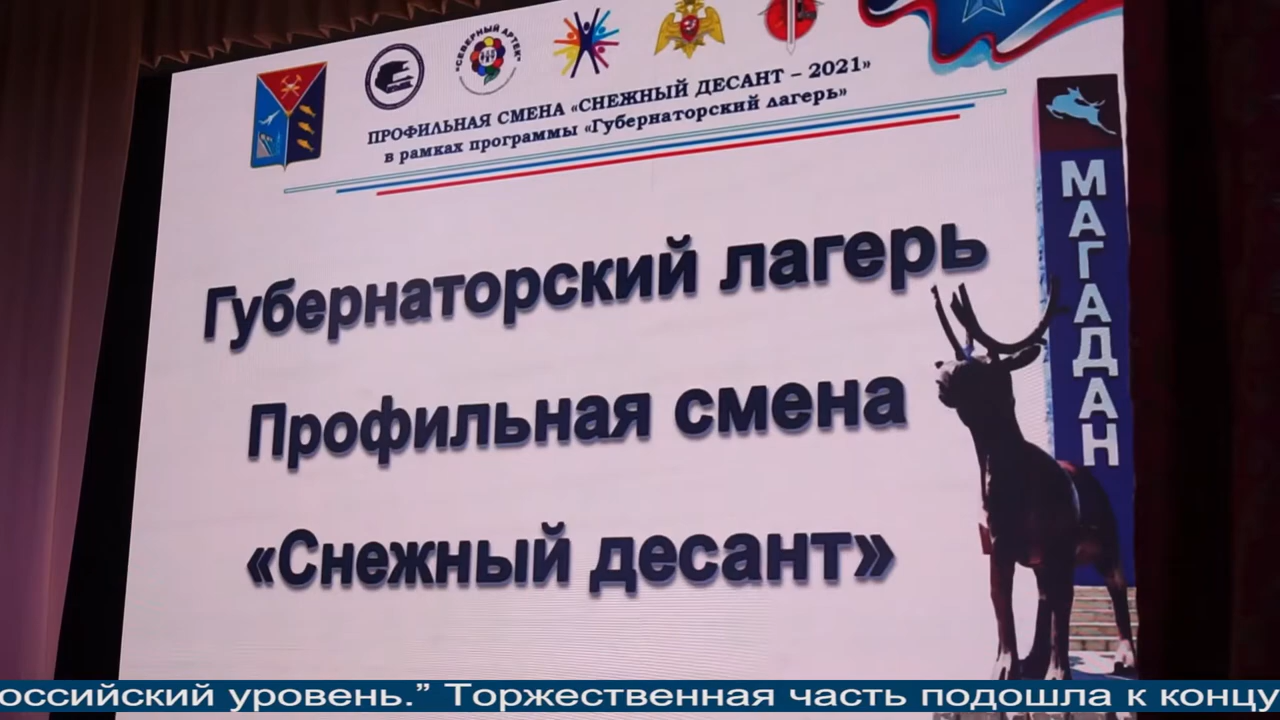 «СЕВЕРНЫЙ АРТЕК»
ПРОФИЛЬНАЯ СМЕНА «СНЕЖНЫЙ ДЕСАНТ – 2021»
в рамках программы «Губернаторский лагерь»
МАГАДАН
Губернаторский лагерь
Профильная смена
«Снежный десант»
оссийский уровень.” Торжественная часть подошла к концу